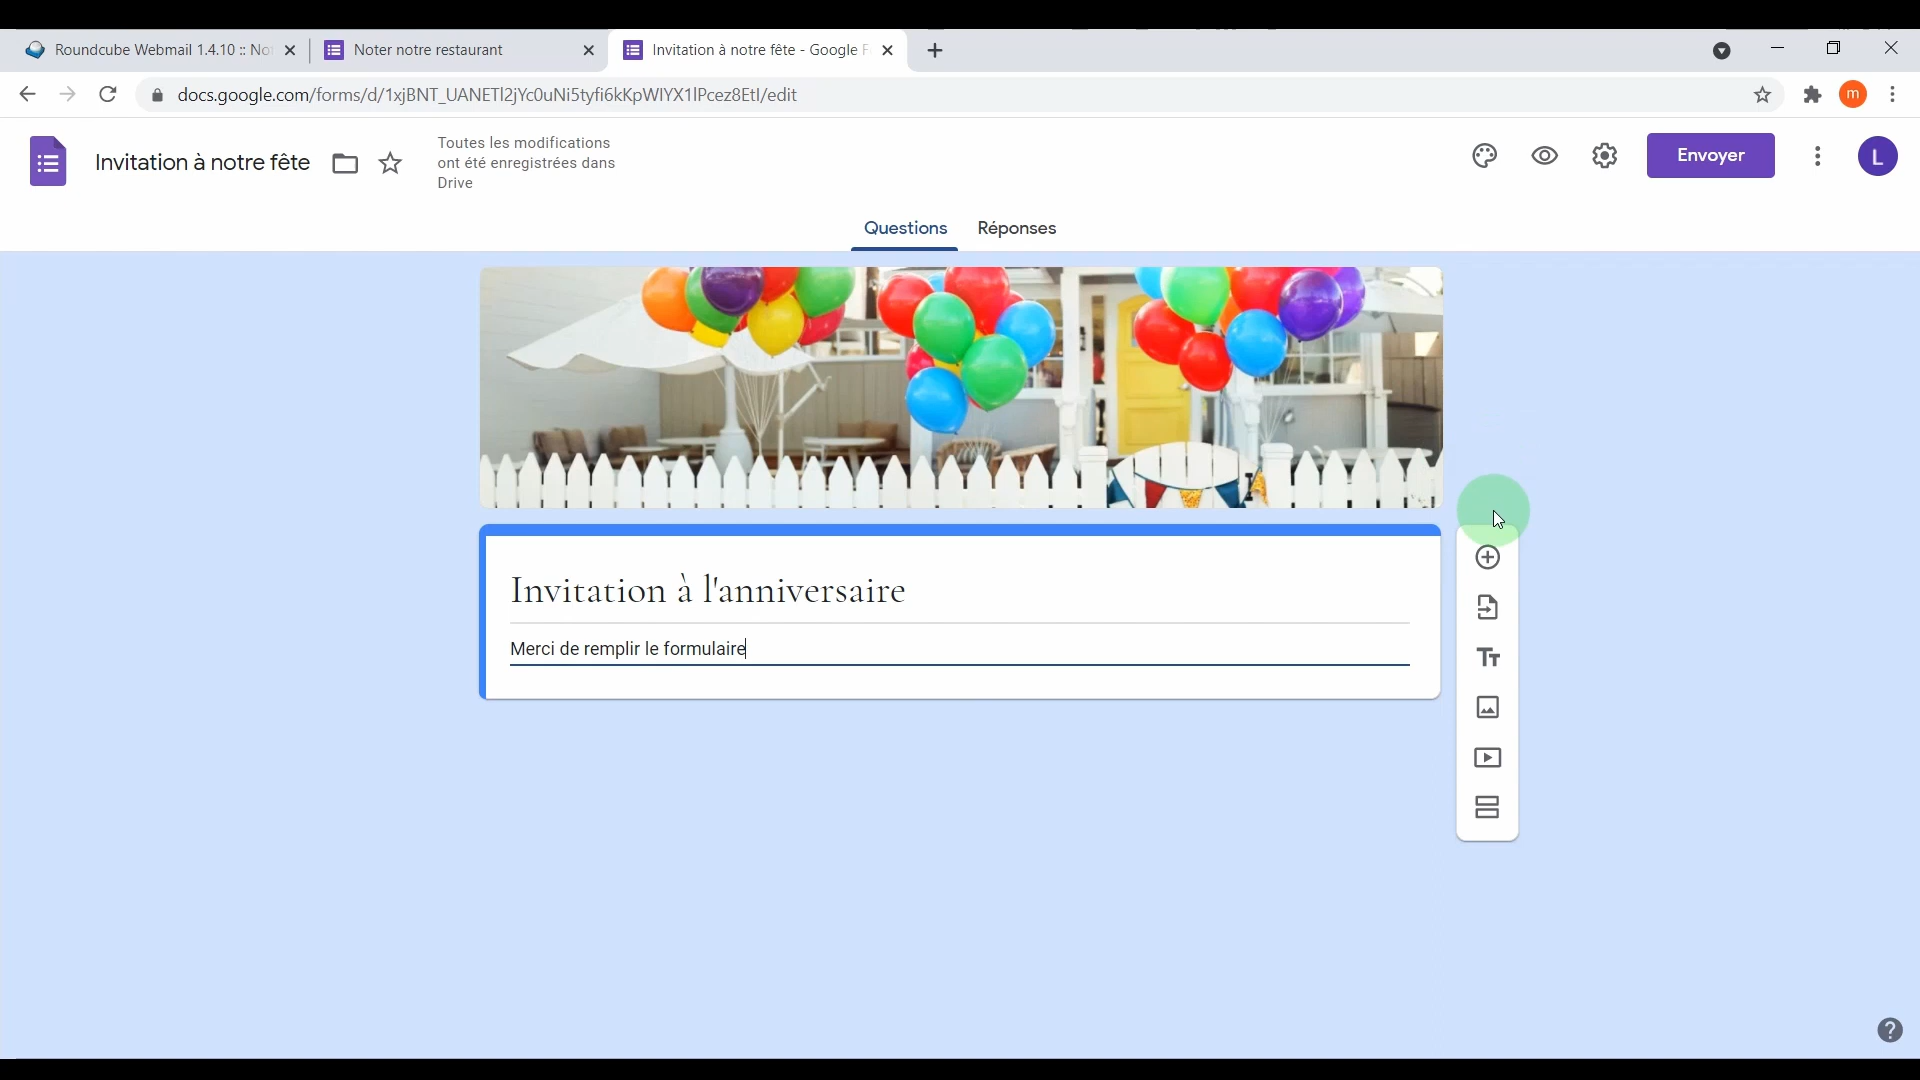 Roundcube Webmail 1.4.10 :: No
Noter notre restaurant
Invitation à notre fête - Google F
docs.google.com/forms/d/1xjBNT_UANETl2jYc0uNi5tyfi6kKpWIYX1lPcez8EtI/edit
m
Invitation à notre fête
Toutes les modifications
ont été enregistrées dans
Drive
Envoyer
L
Questions
Réponses
Invitation à l'anniversaire
Merci de remplir le formulaire